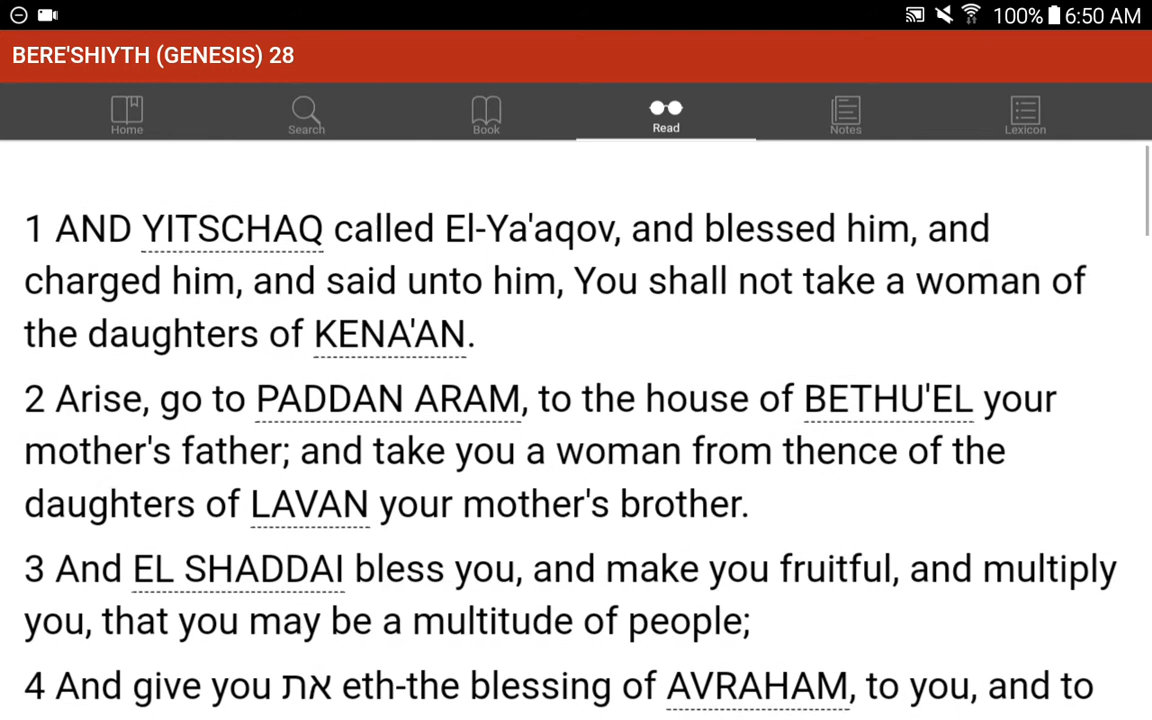 100% 6:50 AM
BERE'SHIYTH (GENESIS) 28
Home Search Book Read Notes Lexicon
1 AND YITSCHAQ called El-Ya'aqov, and blessed him, and
charged him, and said unto him, You shall not take a woman of
the daughters of KENA'AN.
2 Arise, go to PADDAN ARAM, to the house of BETHU'EL your
mother's father; and take you a woman from thence of the
daughters of LAVAN your mother's brother.
3 And EL SHADDAI bless you, and make you fruitful, and multiply
you, that you may be a multitude of people;
4 And give you את eth-the blessing of AVRAHAM, to you, and to